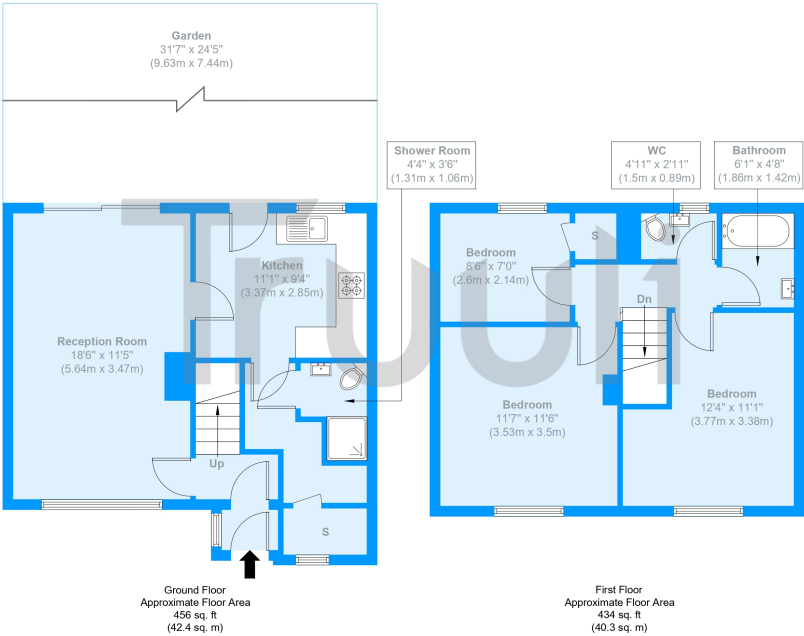 Garden
31'7" x 24'5"
(9.63m x 7.44m)
Shower Room
4'4" x 3'6"
(1.31m x 1.06m)
WC
4'11" x 2'11"
(1.5m x 0.89m)
Bathroom
6'1" x 4'8"
(1.86m x 1.42m)
Kitchen
11'1" x 9'4"
(3.37m x 2.85m)
Reception Room
18'6" x 11'5"
(5.64m x 3.47m)
Up
S
Bedroom
8'6" x 7'0"
(2.6m x 2.14m)
S
Dn
Bedroom
11'7" x 11'6"
(3.53m x 3.5m)
Bedroom
12'4" x 11'1"
(3.77m x 3.38m)
Truuli
Ground Floor
Approximate Floor Area
456 sq. ft
(42.4 sq. m)
First Floor
Approximate Floor Area
434 sq. ft
(40.3 sq. m)